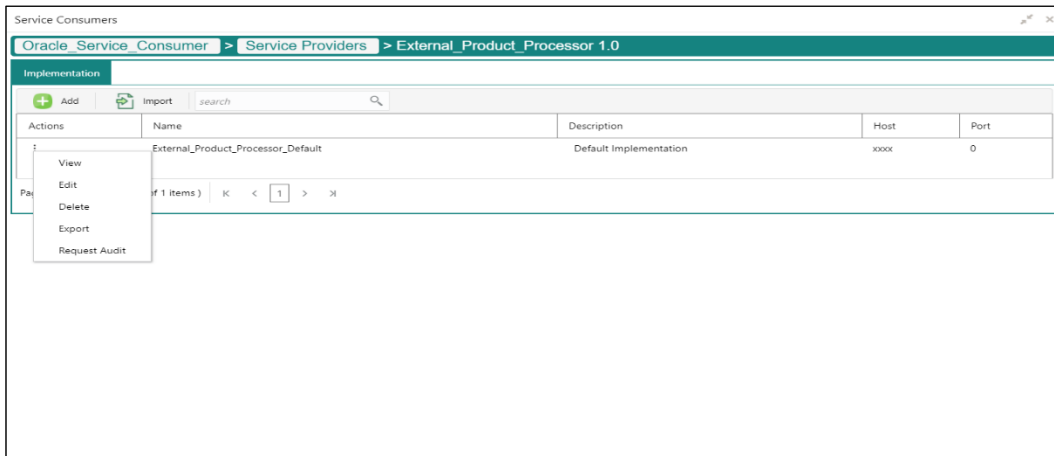 Service Consumers
Oracle_Service_Consumer > Service Providers > External_Product_Processor 1.0
Implementation
Add Import search
Actions Name Description Host Port
External_Product_Processor_Default Default Implementation xxxx 0
View
Edit
of 1 items ) 1
Delete
Export
Request Audit